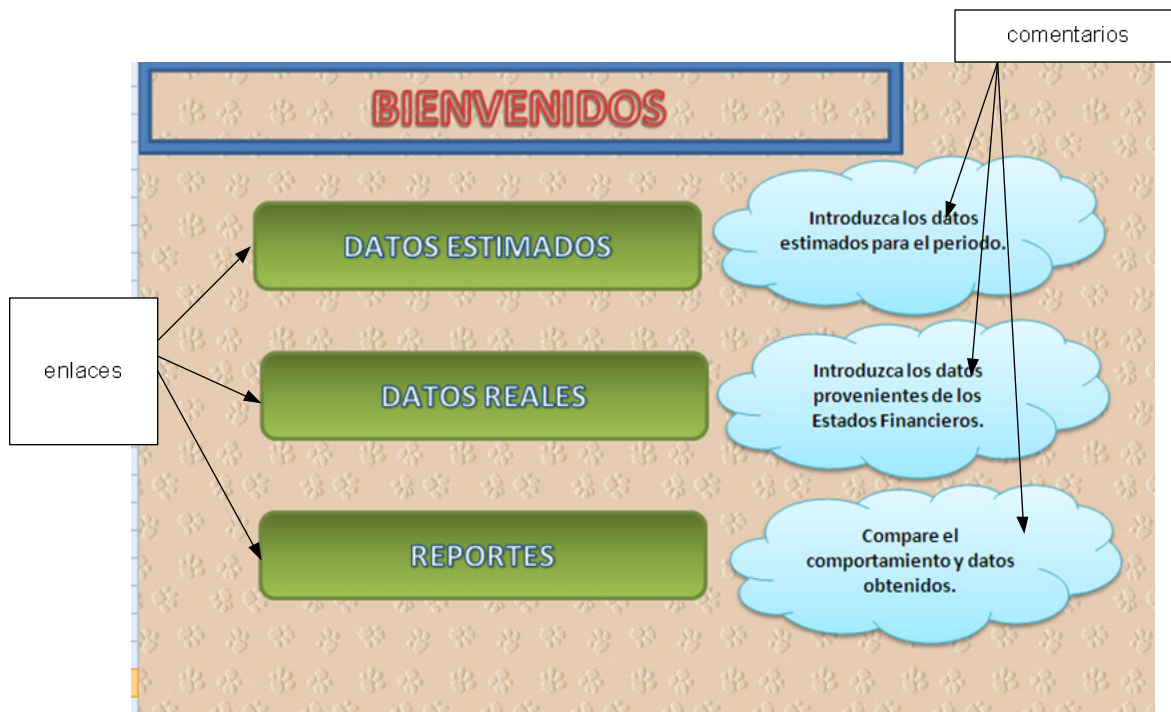 comentarios
BIENVENIDOS
DATOS ESTIMADOS
Introduzca los datos
estimados para el periodo.
enlaces
DATOS REALES
Introduzca los datos
provenientes de los
Estados Financieros.
REPORTES
Compare el
comportamiento y datos
obtenidos.